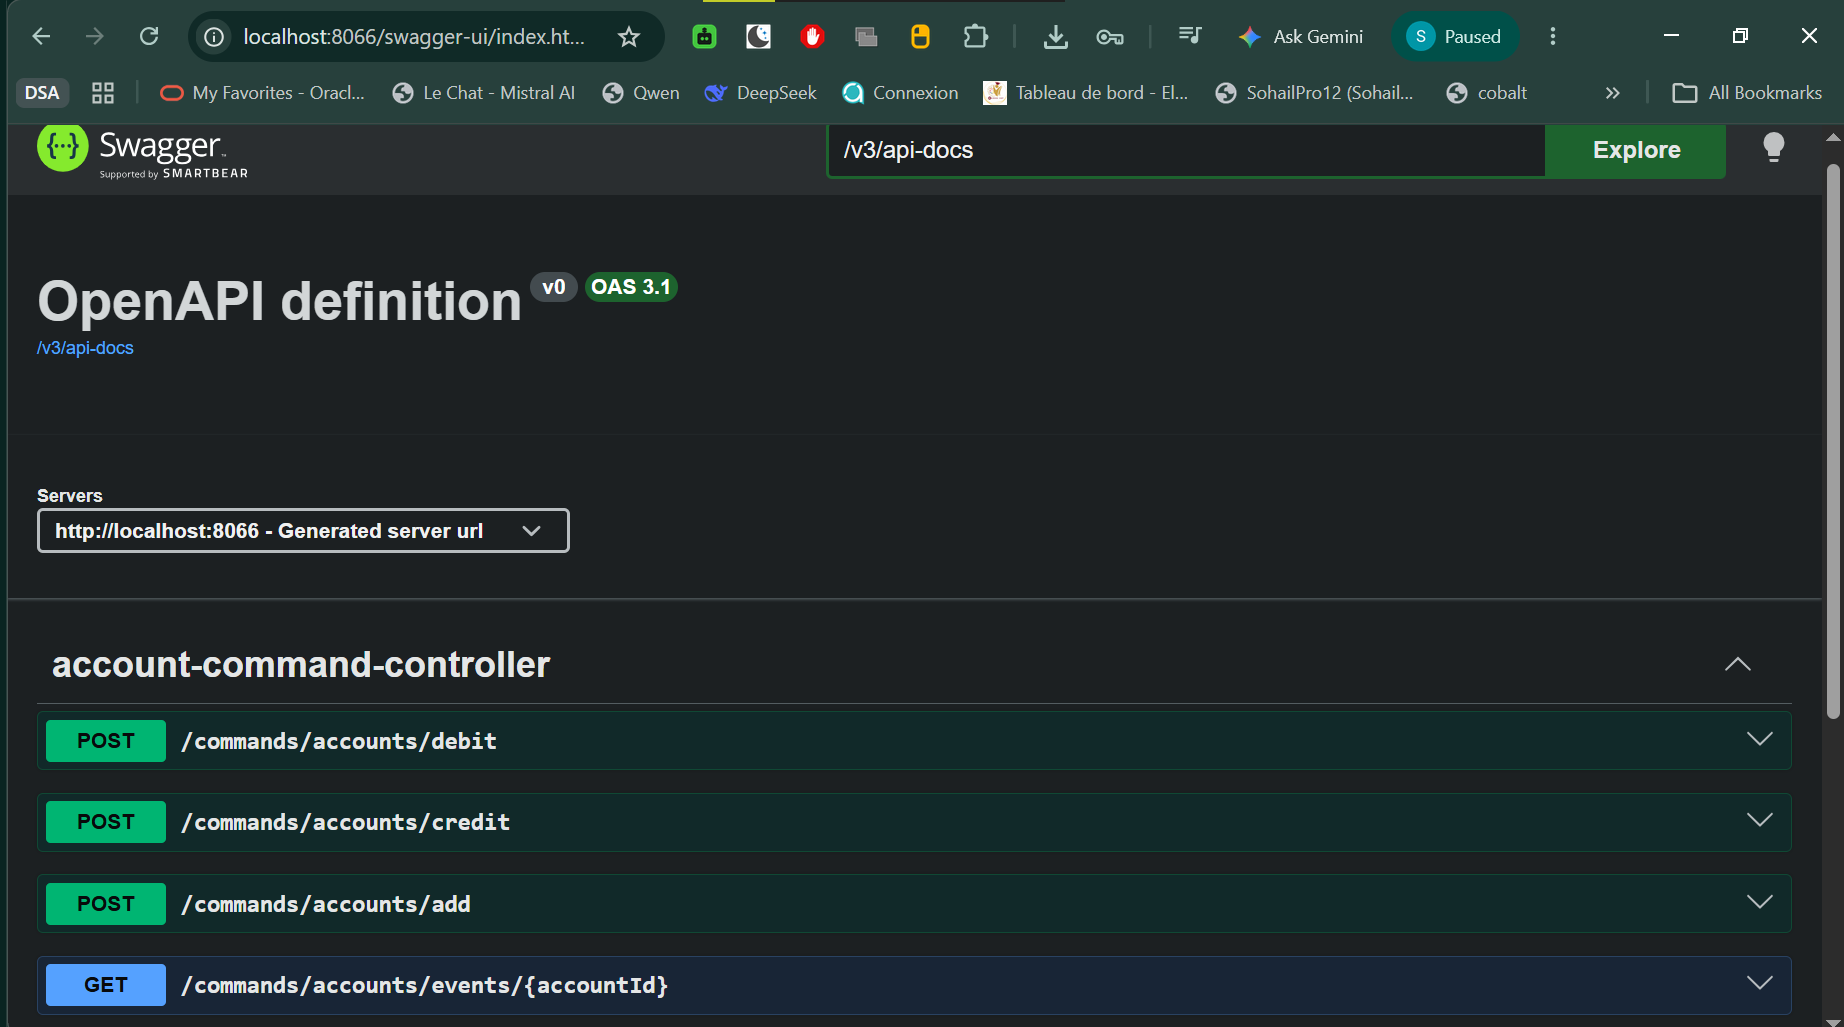 localhost:8066/swagger-ui/index.ht...
Ask Gemini
S Paused
DSA
My Favorites - Oracl...
Le Chat - Mistral AI
Qwen
DeepSeek
Connexion
Tableau de bord - El...
SohailPro12 (Sohail...
cobalt
All Bookmarks
Swagger
Supported by SMARTBEAR
/v3/api-docs
Explore
OpenAPI definition v0 OAS 3.1
/v3/api-docs
Servers
http://localhost:8066 - Generated server url
account-command-controller
POST /commands/accounts/debit
POST /commands/accounts/credit
POST /commands/accounts/add
GET /commands/accounts/events/{accountId}